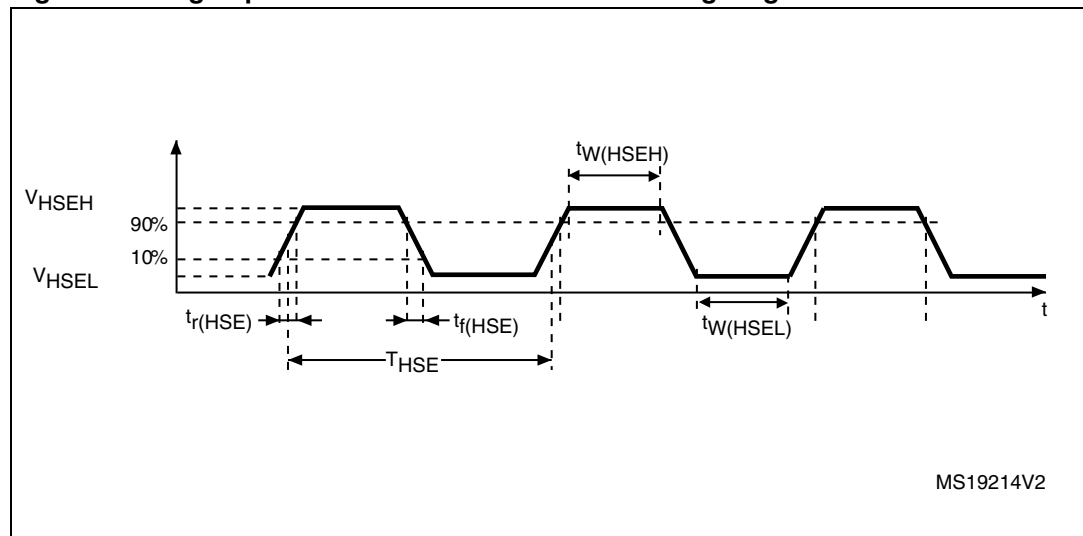 tW(HSEH)
VHSEH
90%
10%
VHSEL
tr(HSE)
tf(HSE)
tW(HSEL)
t
THSE
MS19214V2